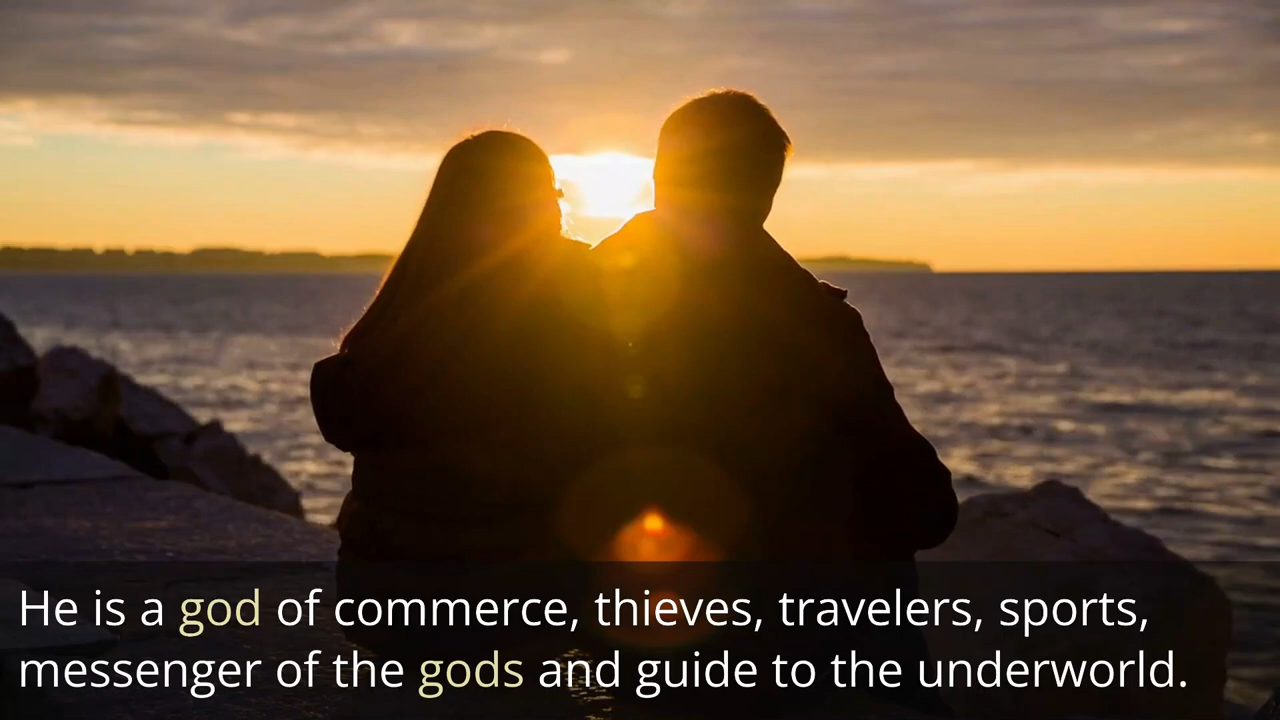 He is a god of commerce, thieves, travelers, sports,
messenger of the gods and guide to the underworld.